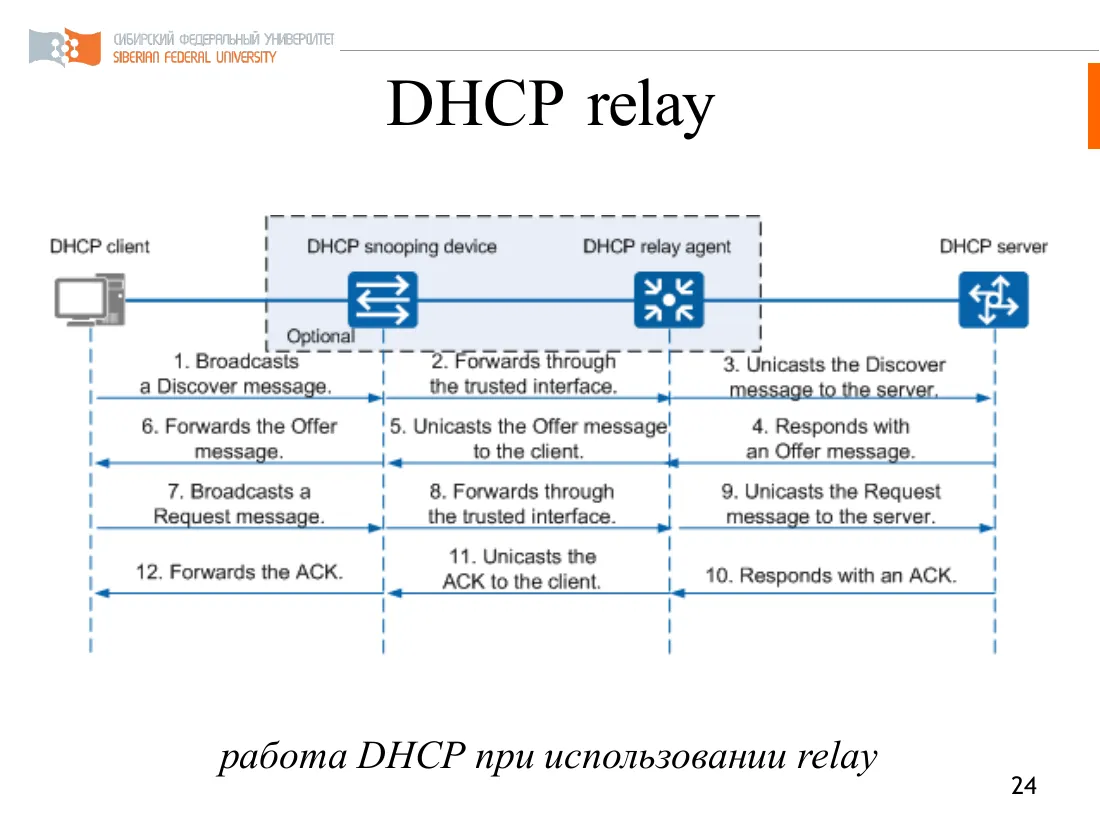 СИБИРСКИЙ ФЕДЕРАЛЬНЫЙ УНИВЕРСИТЕТ
SIBERIAN FEDERAL UNIVERSITY
DHCP relay
DHCP client
DHCP snooping device
DHCP relay agent
DHCP server
Optional
1. Broadcasts
a Discover message.
2. Forwards through
the trusted interface.
3. Unicasts the Discover
message to the server.
6. Forwards the Offer
message.
5. Unicasts the Offer message
to the client.
4. Responds with
an Offer message.
7. Broadcasts a
Request message.
8. Forwards through
the trusted interface.
9. Unicasts the Request
message to the server.
12. Forwards the ACK.
11. Unicasts the
ACK to the client.
10. Responds with an ACK.
работа DHCP при использовании relay
24